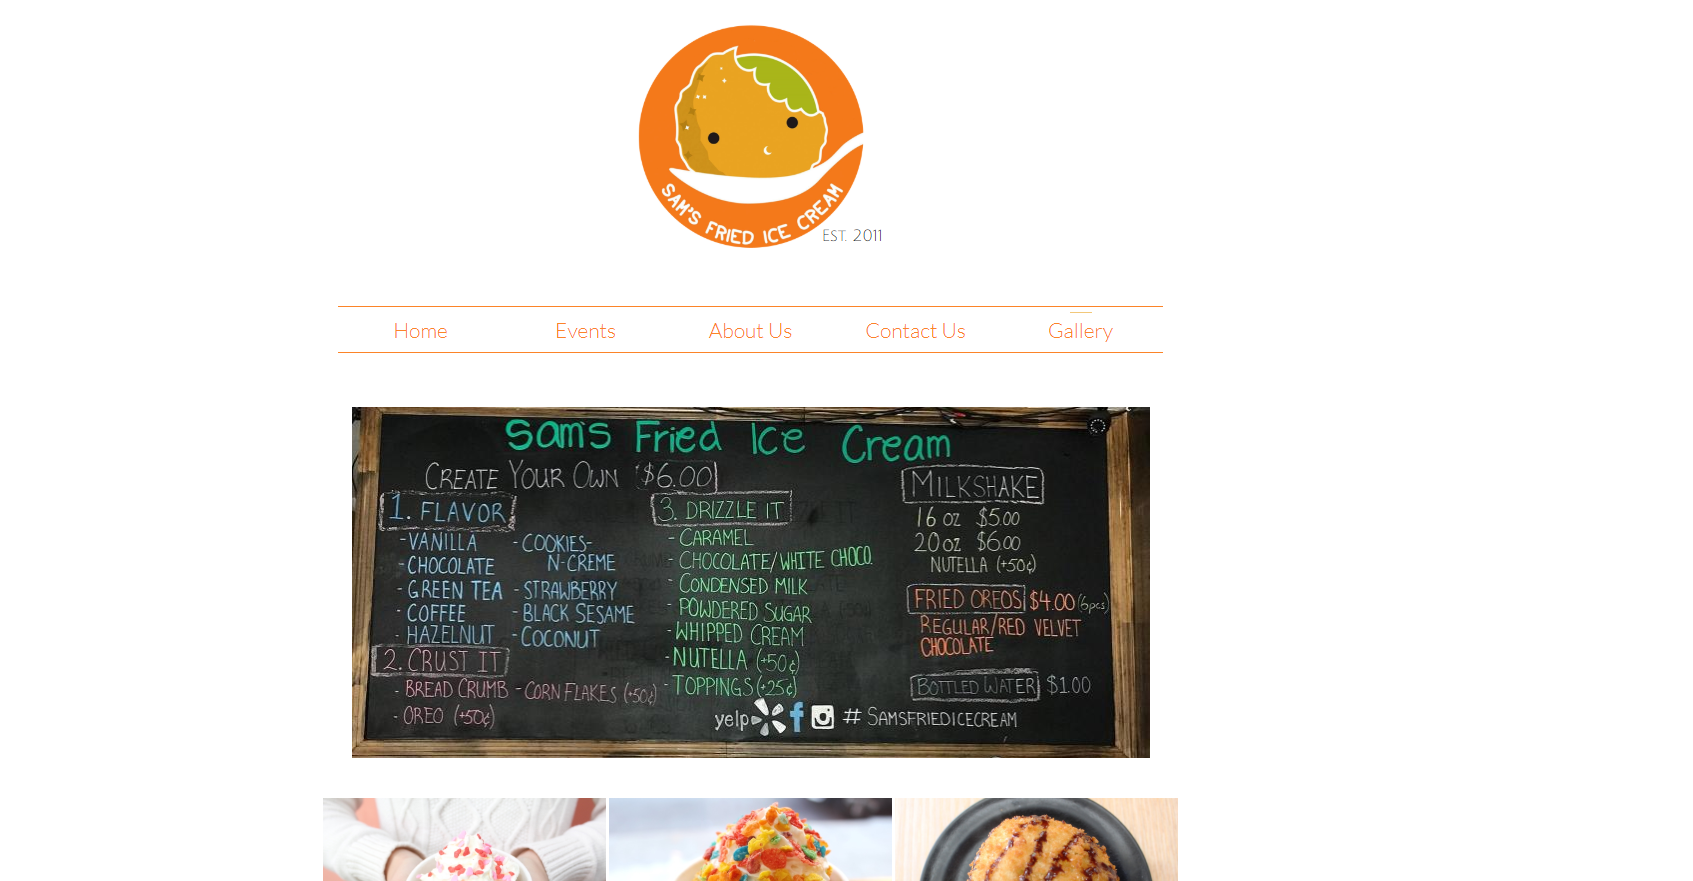 SAM'S FRIED ICE CREAM
EST. 2011
Home
Events
About Us
Contact Us
Gallery
Sam's Fried Ice Cream
CREATE YOUR OWN $6.00
1. FLAVOR
- VANILLA
- CHOCOLATE
- GREEN TEA
- COFFEE
- HAZELNUT
- COOKIES-
N-CREME
- STRAWBERRY
- BLACK SESAME
- COCONUT
2. CRUST IT
- BREAD CRUMB
- OREO (+50¢)
- CORN FLAKES (+50¢)
3. DRIZZLE IT
- CARAMEL
- CHOCOLATE/WHITE CHOCO.
- CONDENSED MILK
- POWDERED SUGAR
- WHIPPED CREAM
- NUTELLA (+50¢)
- TOPPINGS (+25¢)
MILKSHAKE
16 OZ $5.00
20 OZ $6.00
NUTELLA (+50¢)
FRIED OREOS $4.00 (6pcs)
REGULAR/RED VELVET
CHOCOLATE
BOTTLED WATER $1.00
yelp f # SAMSFRIEDICECREAM